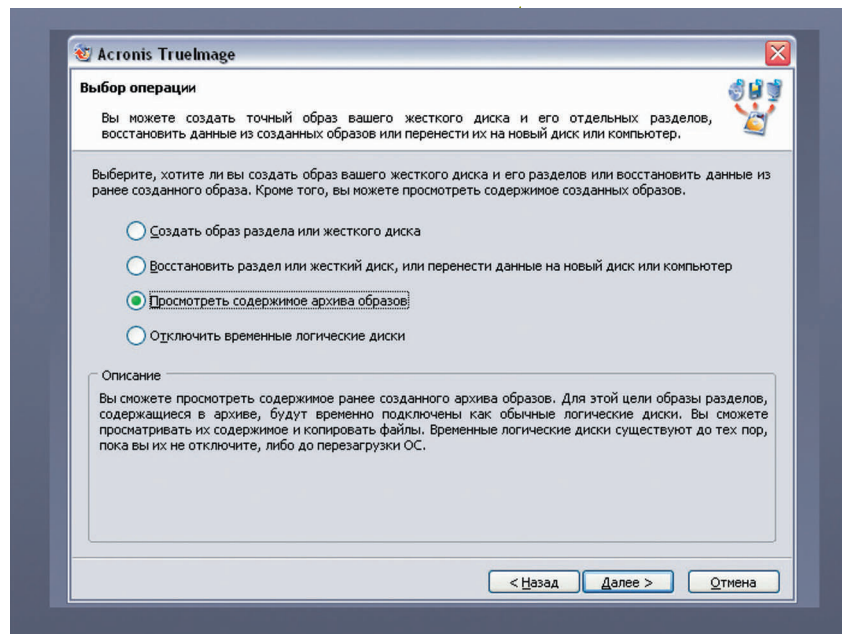 Acronis TrueImage
Выбор операции
Вы можете создать точный образ вашего жесткого диска и его отдельных разделов,
восстановить данные из созданных образов или перенести их на новый диск или компьютер.
Выберите, хотите ли вы создать образ вашего жесткого диска и его разделов или восстановить данные из
ранее созданного образа. Кроме того, вы можете просмотреть содержимое созданных образов.
Создать образ раздела или жесткого диска
Восстановить раздел или жесткий диск, или перенести данные на новый диск или компьютер
Просмотреть содержимое архива образов
Отключить временные логические диски
Описание
Вы сможете просмотреть содержимое ранее созданного архива образов. Для этой цели образы разделов,
содержащиеся в архиве, будут временно подключены как обычные логические диски. Вы сможете
просматривать их содержимое и копировать файлы. Временные логические диски существуют до тех пор,
пока вы их не отключите, либо до перезагрузки ОС.
< Назад Далее > Отмена